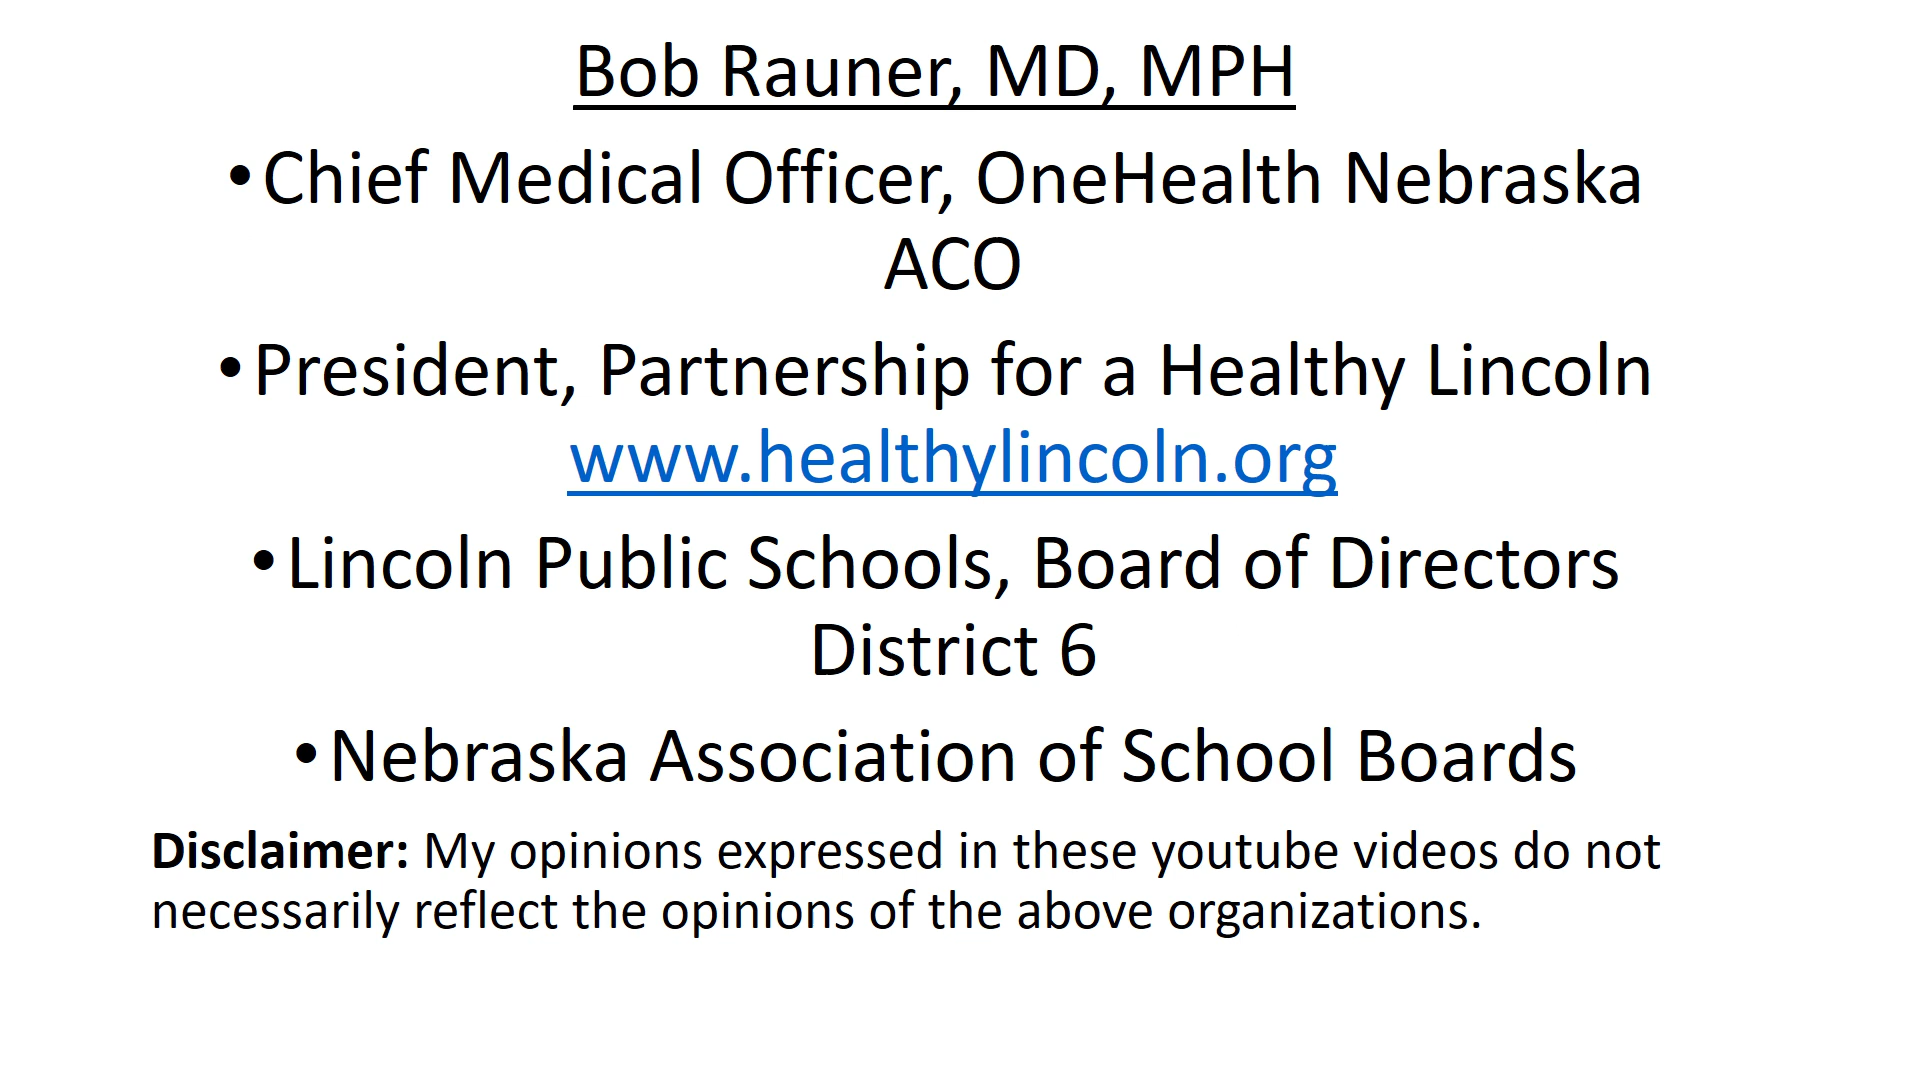 Bob Rauner, MD, MPH
•Chief Medical Officer, OneHealth Nebraska
ACO
•President, Partnership for a Healthy Lincoln
www.healthylincoln.org
•Lincoln Public Schools, Board of Directors
District 6
•Nebraska Association of School Boards
Disclaimer: My opinions expressed in these youtube videos do not
necessarily reflect the opinions of the above organizations.